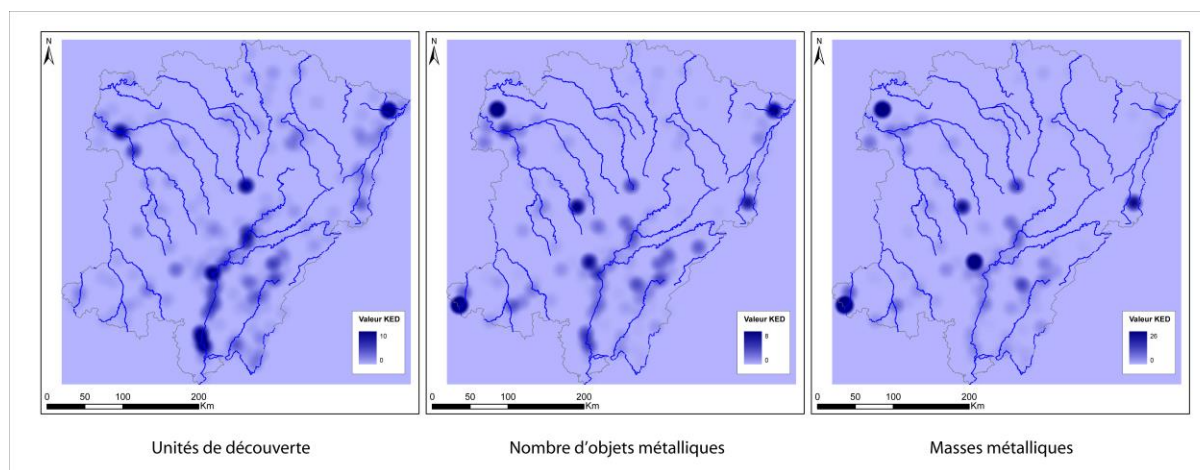 N
Valeur KED
10
0
0 50 100 200
Km
Unités de découverte
N
Valeur KED
8
0
0 50 100 200
Km
Nombre d'objets métalliques
N
Valeur KED
26
0
0 50 100 200
Km
Masses métalliques